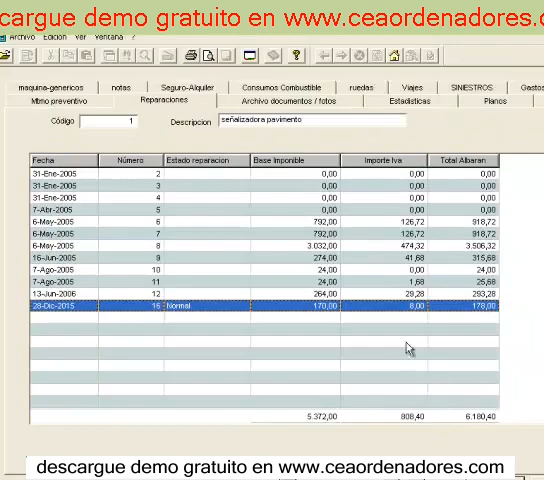 cargue demo gratuito en www.ceaordenadores.c
Archivo Edición Ver Ventana ?
maquina-genericos notas Seguro-Alquiler Consumos Combustible ruedas Viajes SINIESTROS Gastos
Mtmo preventivo Reparaciones Archivo documentos / fotos Estadisticas Planos
Código 1 Descripcion señalizadora pavimento
Fecha Número Estado reparacion Base Imponible Importe Iva Total Albaran
31-Ene-2005 2 0,00 0,00 0,00
31-Ene-2005 3 0,00 0,00 0,00
31-Ene-2005 4 0,00 0,00 0,00
7-Abr-2005 5 0,00 0,00 0,00
6-May-2005 6 792,00 126,72 918,72
6-May-2005 7 792,00 126,72 918,72
6-May-2005 8 3.032,00 474,32 3.506,32
16-Jun-2005 9 274,00 41,68 315,68
7-Ago-2005 10 24,00 0,00 24,00
7-Ago-2005 11 24,00 1,68 25,68
13-Jun-2006 12 264,00 29,28 293,28
28-Dic-2015 16 Normal 170,00 8,00 178,00
5.372,00 808,40 6.180,40
descargue demo gratuito en www.ceaordenadores.com